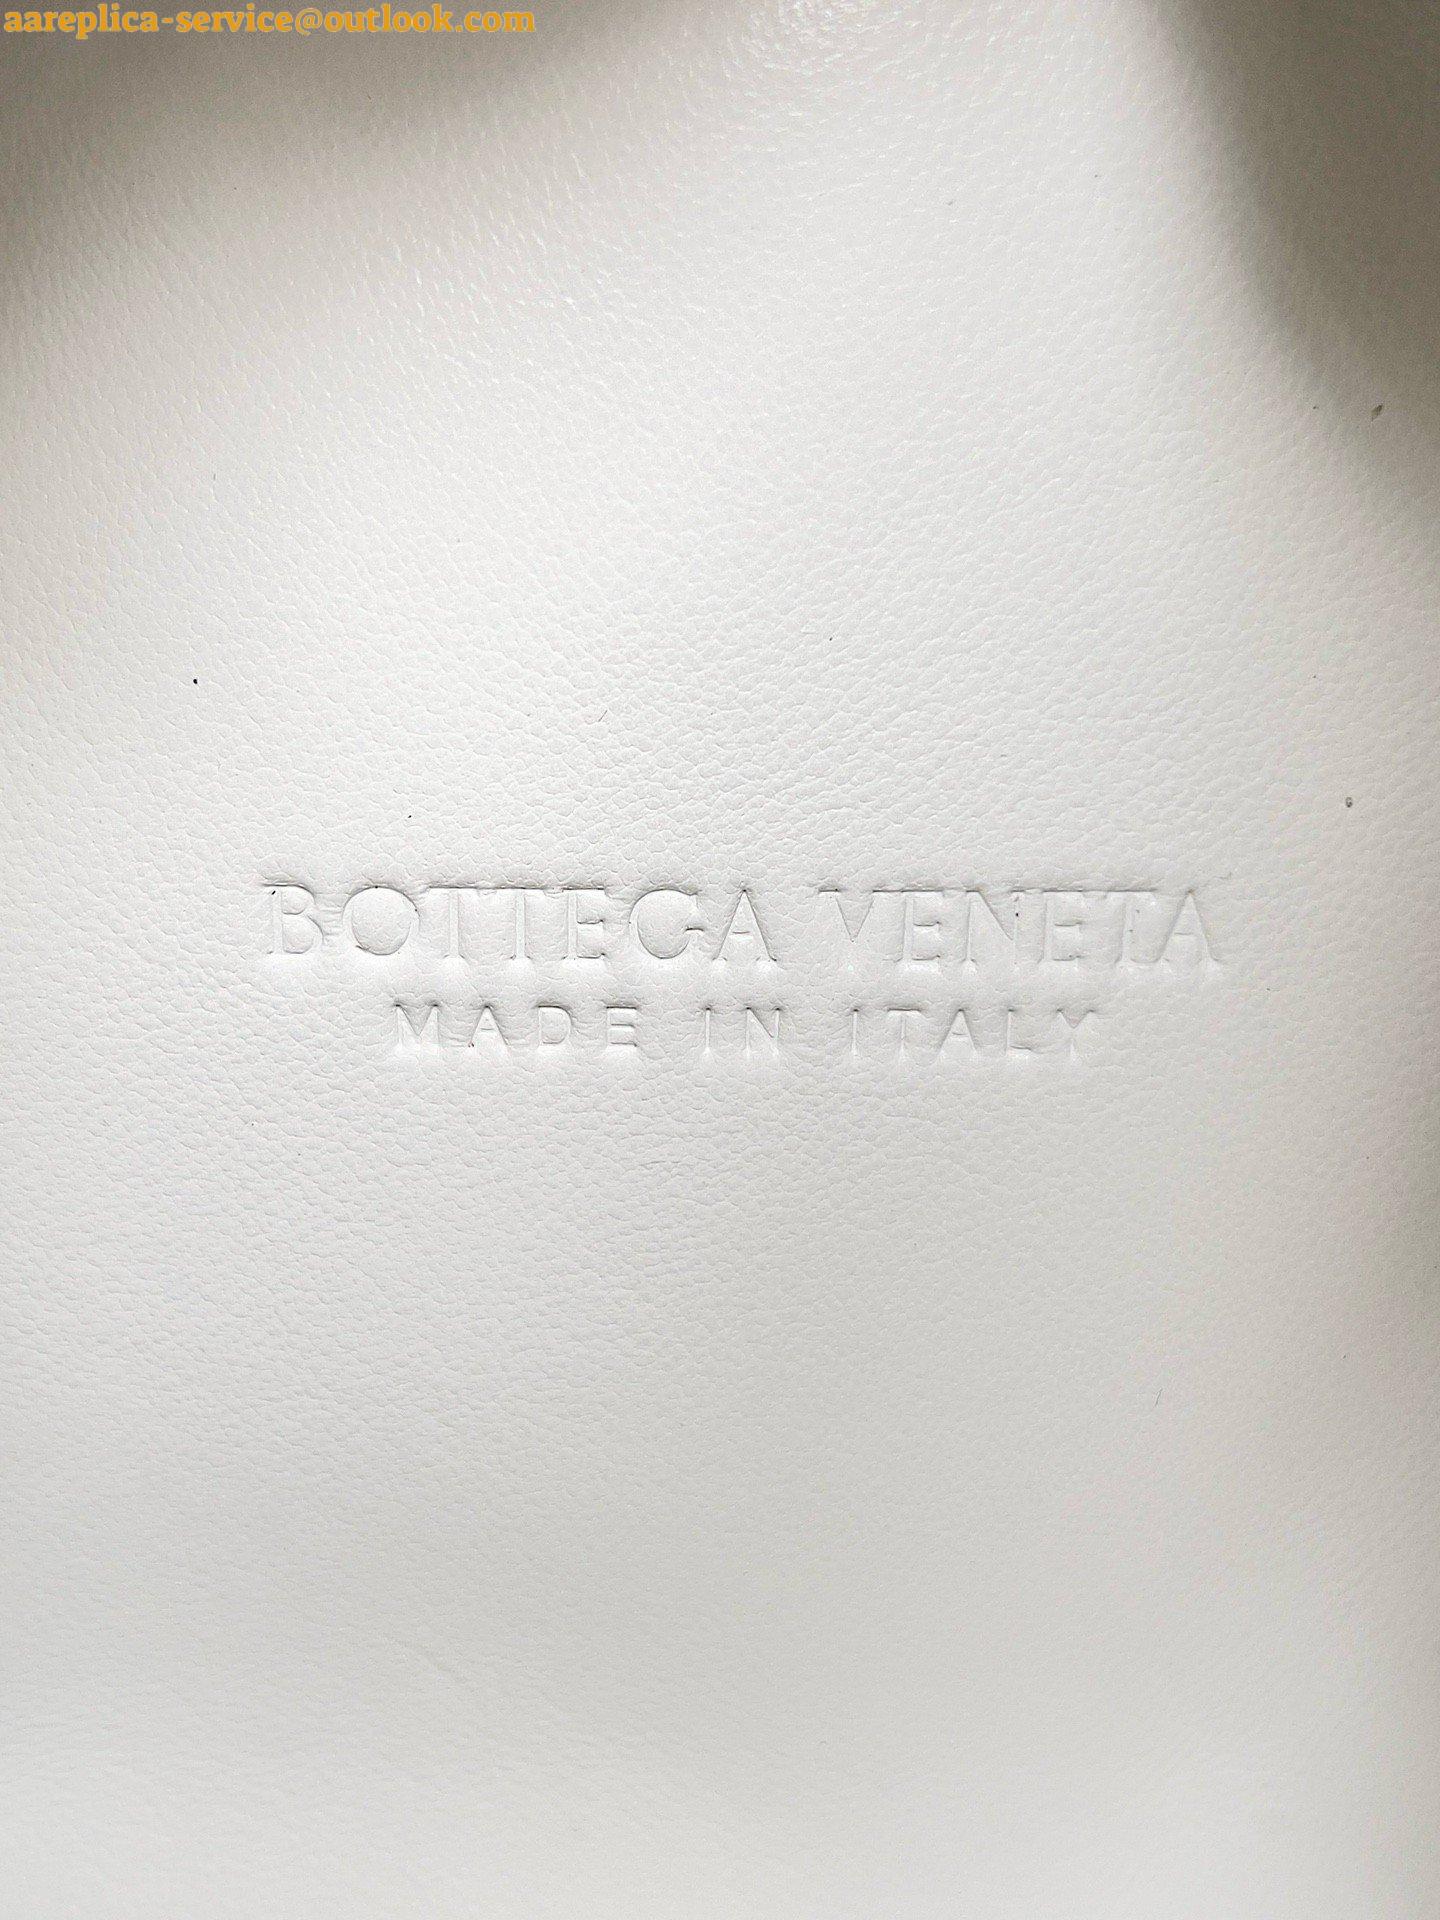 aareplica-service@outlook.com
BOTTEGA VENETA
MADE IN ITALY